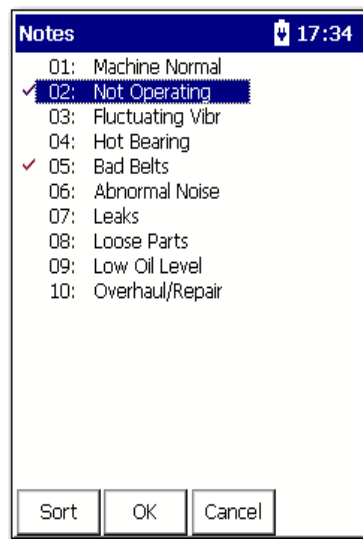 Notes 17:34
01: Machine Normal
02: Not Operating
03: Fluctuating Vibr
04: Hot Bearing
05: Bad Belts
06: Abnormal Noise
07: Leaks
08: Loose Parts
09: Low Oil Level
10: Overhaul/Repair
Sort OK Cancel